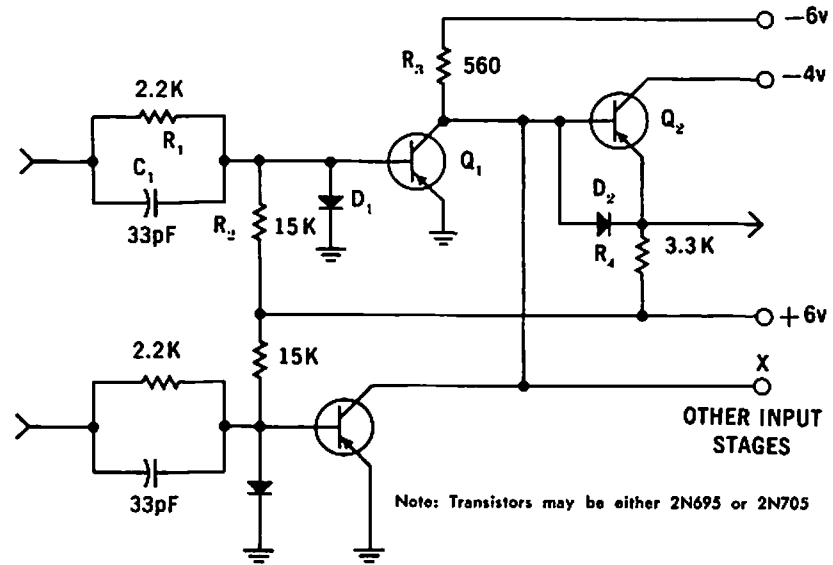 −6v
R3 560
2.2K
−4v
R1
Q2
C1
Q1
D1
D2
33pF
R2 15K
R4 3.3K
+6v
2.2K
15K
X
OTHER INPUT
STAGES
33pF
Note: Transistors may be either 2N695 or 2N705